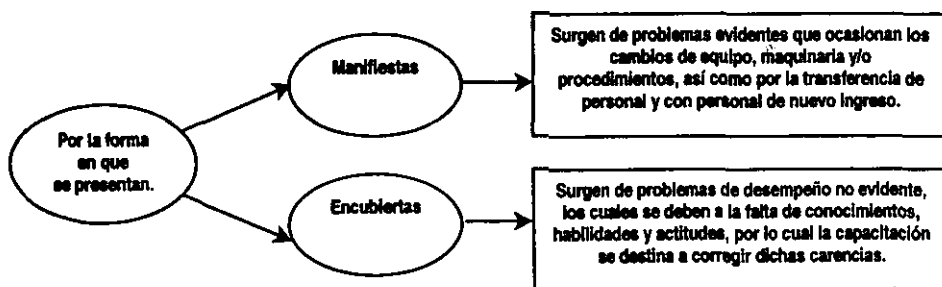 Por la forma
en que
se presentan.
Manifiestas
Surgen de problemas evidentes que ocasionan los
cambios de equipo, maquinaria y/o
procedimientos, así como por la transferencia de
personal y con personal de nuevo ingreso.
Encubiertas
Surgen de problemas de desempeño no evidente,
los cuales se deben a la falta de conocimientos,
habilidades y actitudes, por lo cual la capacitación
se destina a corregir dichas carencias.